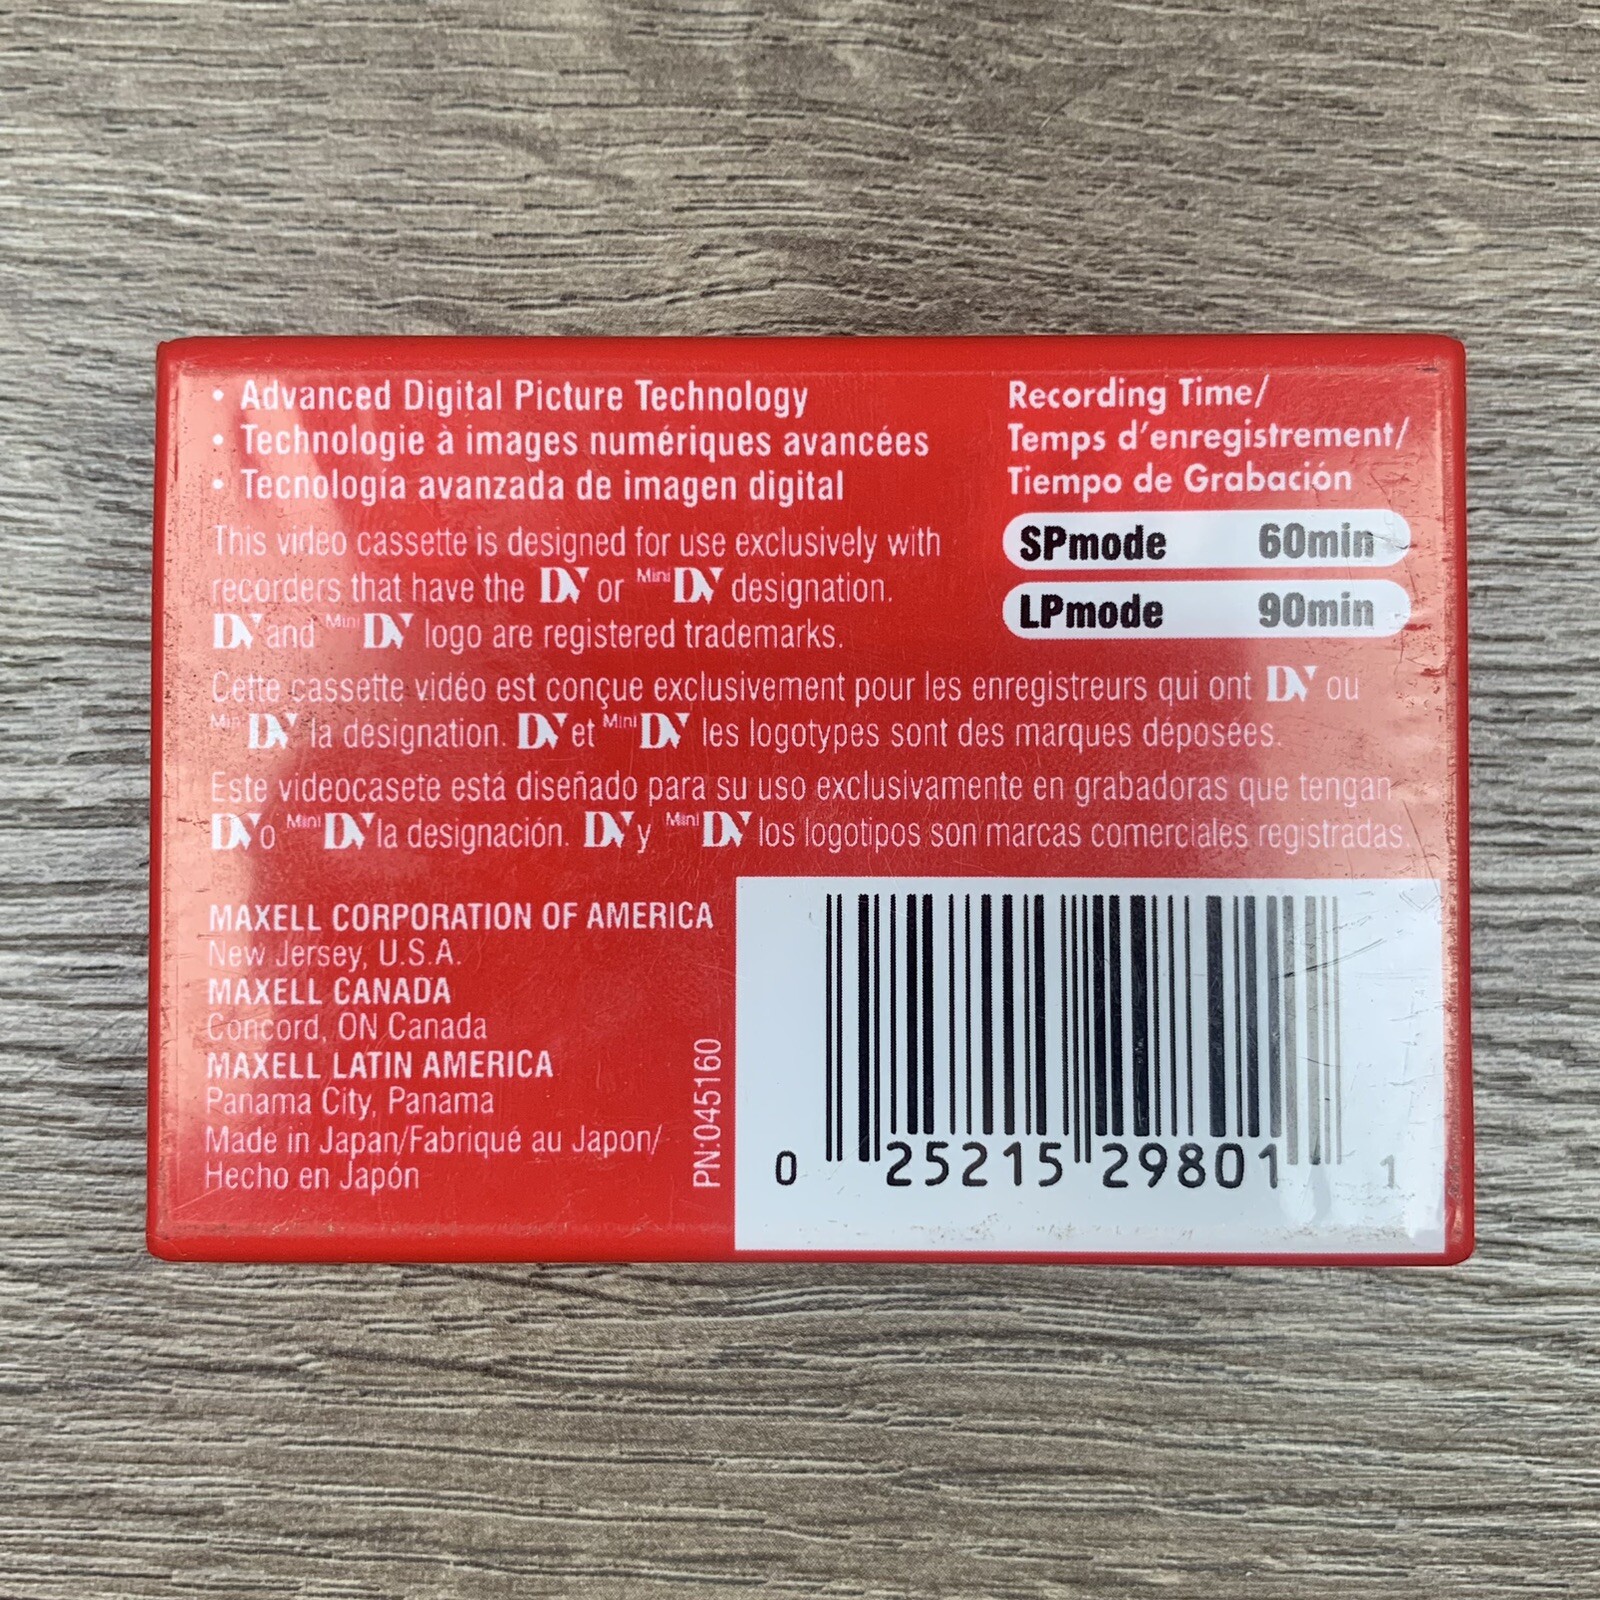 • Advanced Digital Picture Technology
• Technologie à images numériques avancées
• Tecnología avanzada de imagen digital
Recording Time/
Temps d'enregistrement/
Tiempo de Grabación
SPmode 60min
LPmode 90min
This video cassette is designed for use exclusively with
recorders that have the DV or Mini DV designation.
DV and Mini DV logo are registered trademarks.
Cette cassette vidéo est conçue exclusivement pour les enregistreurs qui ont DV ou
Mini DV la designation. DV et Mini DV les logotypes sont des marques déposées.
Este videocasete está diseñado para su uso exclusivamente en grabadoras que tengan
DV o Mini DV la designación. DV y Mini DV los logotipos son marcas comerciales registradas.
MAXELL CORPORATION OF AMERICA
New Jersey, U.S.A.
MAXELL CANADA
Concord, ON Canada
MAXELL LATIN AMERICA
Panama City, Panama
Made in Japan/Fabriqué au Japon/
Hecho en Japón
PN:045160
0 25215 29801 1